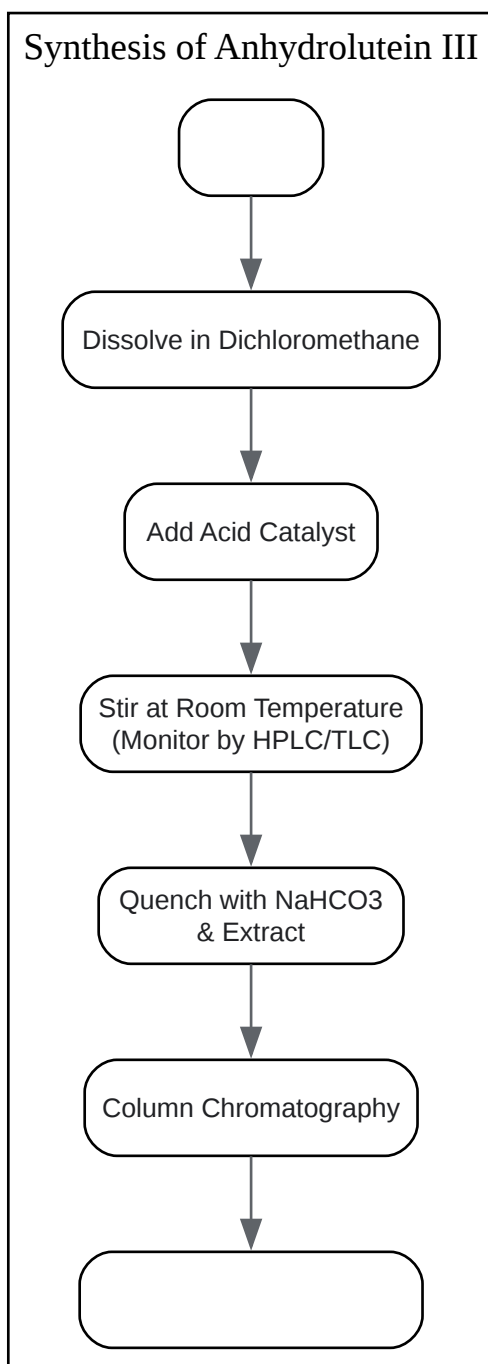 Synthesis of Anhydrolutein III
Dissolve in Dichloromethane
Add Acid Catalyst
Stir at Room Temperature
(Monitor by HPLC/TLC)
Quench with NaHCO3
& Extract
Column Chromatography